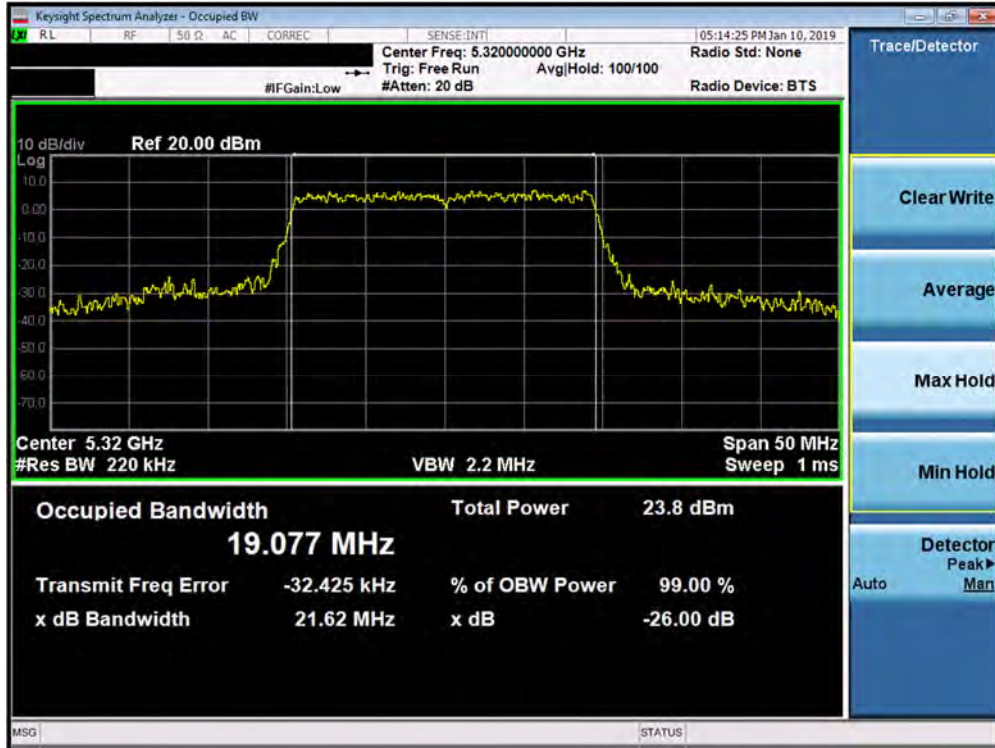 Keysight Spectrum Analyzer - Occupied BW
LXI RL RF 50 Ω AC CORREC SENSE:INT 05:14:25 PM Jan 10, 2019
Center Freq: 5.320000000 GHz Radio Std: None
Trig: Free Run Avg|Hold: 100/100
#IFGain:Low #Atten: 20 dB Radio Device: BTS
10 dB/div Ref 20.00 dBm
Log
10.0
0.00
-10.0
-20.0
-30.0
-40.0
-50.0
-60.0
-70.0
Center 5.32 GHz Span 50 MHz
#Res BW 220 kHz VBW 2.2 MHz Sweep 1 ms
Occupied Bandwidth Total Power 23.8 dBm
19.077 MHz
Transmit Freq Error -32.425 kHz % of OBW Power 99.00 %
x dB Bandwidth 21.62 MHz x dB -26.00 dB
MSG STATUS
Trace/Detector
Clear Write
Average
Max Hold
Min Hold
Detector
Peak▶
Auto Man